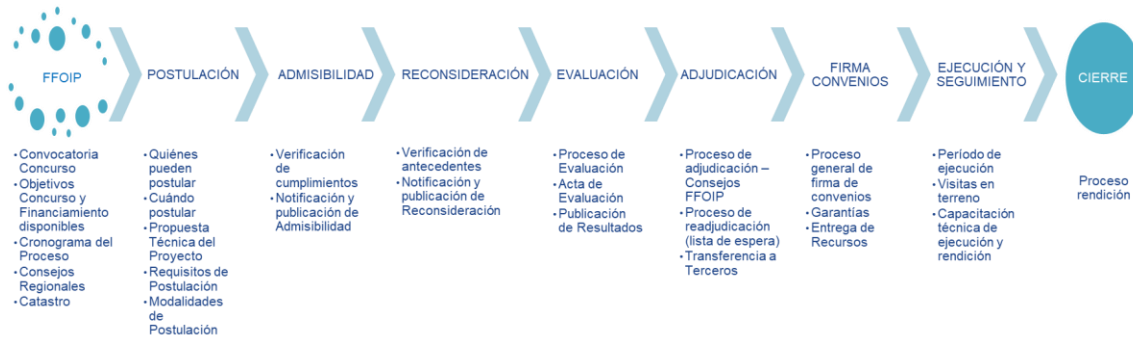 FFOIP
POSTULACIÓN
ADMISIBILIDAD
RECONSIDERACIÓN
EVALUACIÓN
ADJUDICACIÓN
FIRMA
CONVENIOS
EJECUCIÓN Y
SEGUIMIENTO
CIERRE
• Convocatoria
Concurso
• Objetivos
Concurso y
Financiamiento
disponibles
• Cronograma del
Proceso
• Consejos
Regionales
• Catastro
• Quiénes
pueden
postular
• Cuándo
postular
• Propuesta
Técnica del
Proyecto
• Requisitos de
Postulación
• Modalidades
de
Postulación
• Verificación
de
cumplimientos
• Notificación y
publicación de
Admisibilidad
• Verificación de
antecedentes
• Notificación y
publicación de
Reconsideración
• Proceso de
Evaluación
• Acta de
Evaluación
• Publicación
de Resultados
• Proceso de
adjudicación –
Consejos
FFOIP
• Proceso de
readjudicación
(lista de espera)
• Transferencia a
Terceros
• Proceso
general de
firma de
convenios
• Garantías
• Entrega de
Recursos
• Período de
ejecución
• Visitas en
terreno
• Capacitación
técnica de
ejecución y
rendición
Proceso
rendición